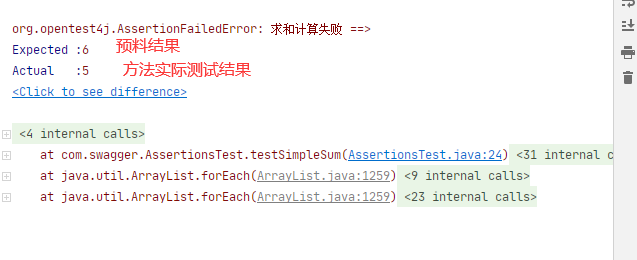 org.opentest4j.AssertionFailedError: 求和计算失败 ==>
Expected :6 预料结果
Actual   :5 方法实际测试结果
<Click to see difference>
<4 internal calls>
at com.swagger.AssertionsTest.testSimpleSum(AssertionsTest.java:24) <31 internal c
at java.util.ArrayList.forEach(ArrayList.java:1259) <9 internal calls>
at java.util.ArrayList.forEach(ArrayList.java:1259) <23 internal calls>